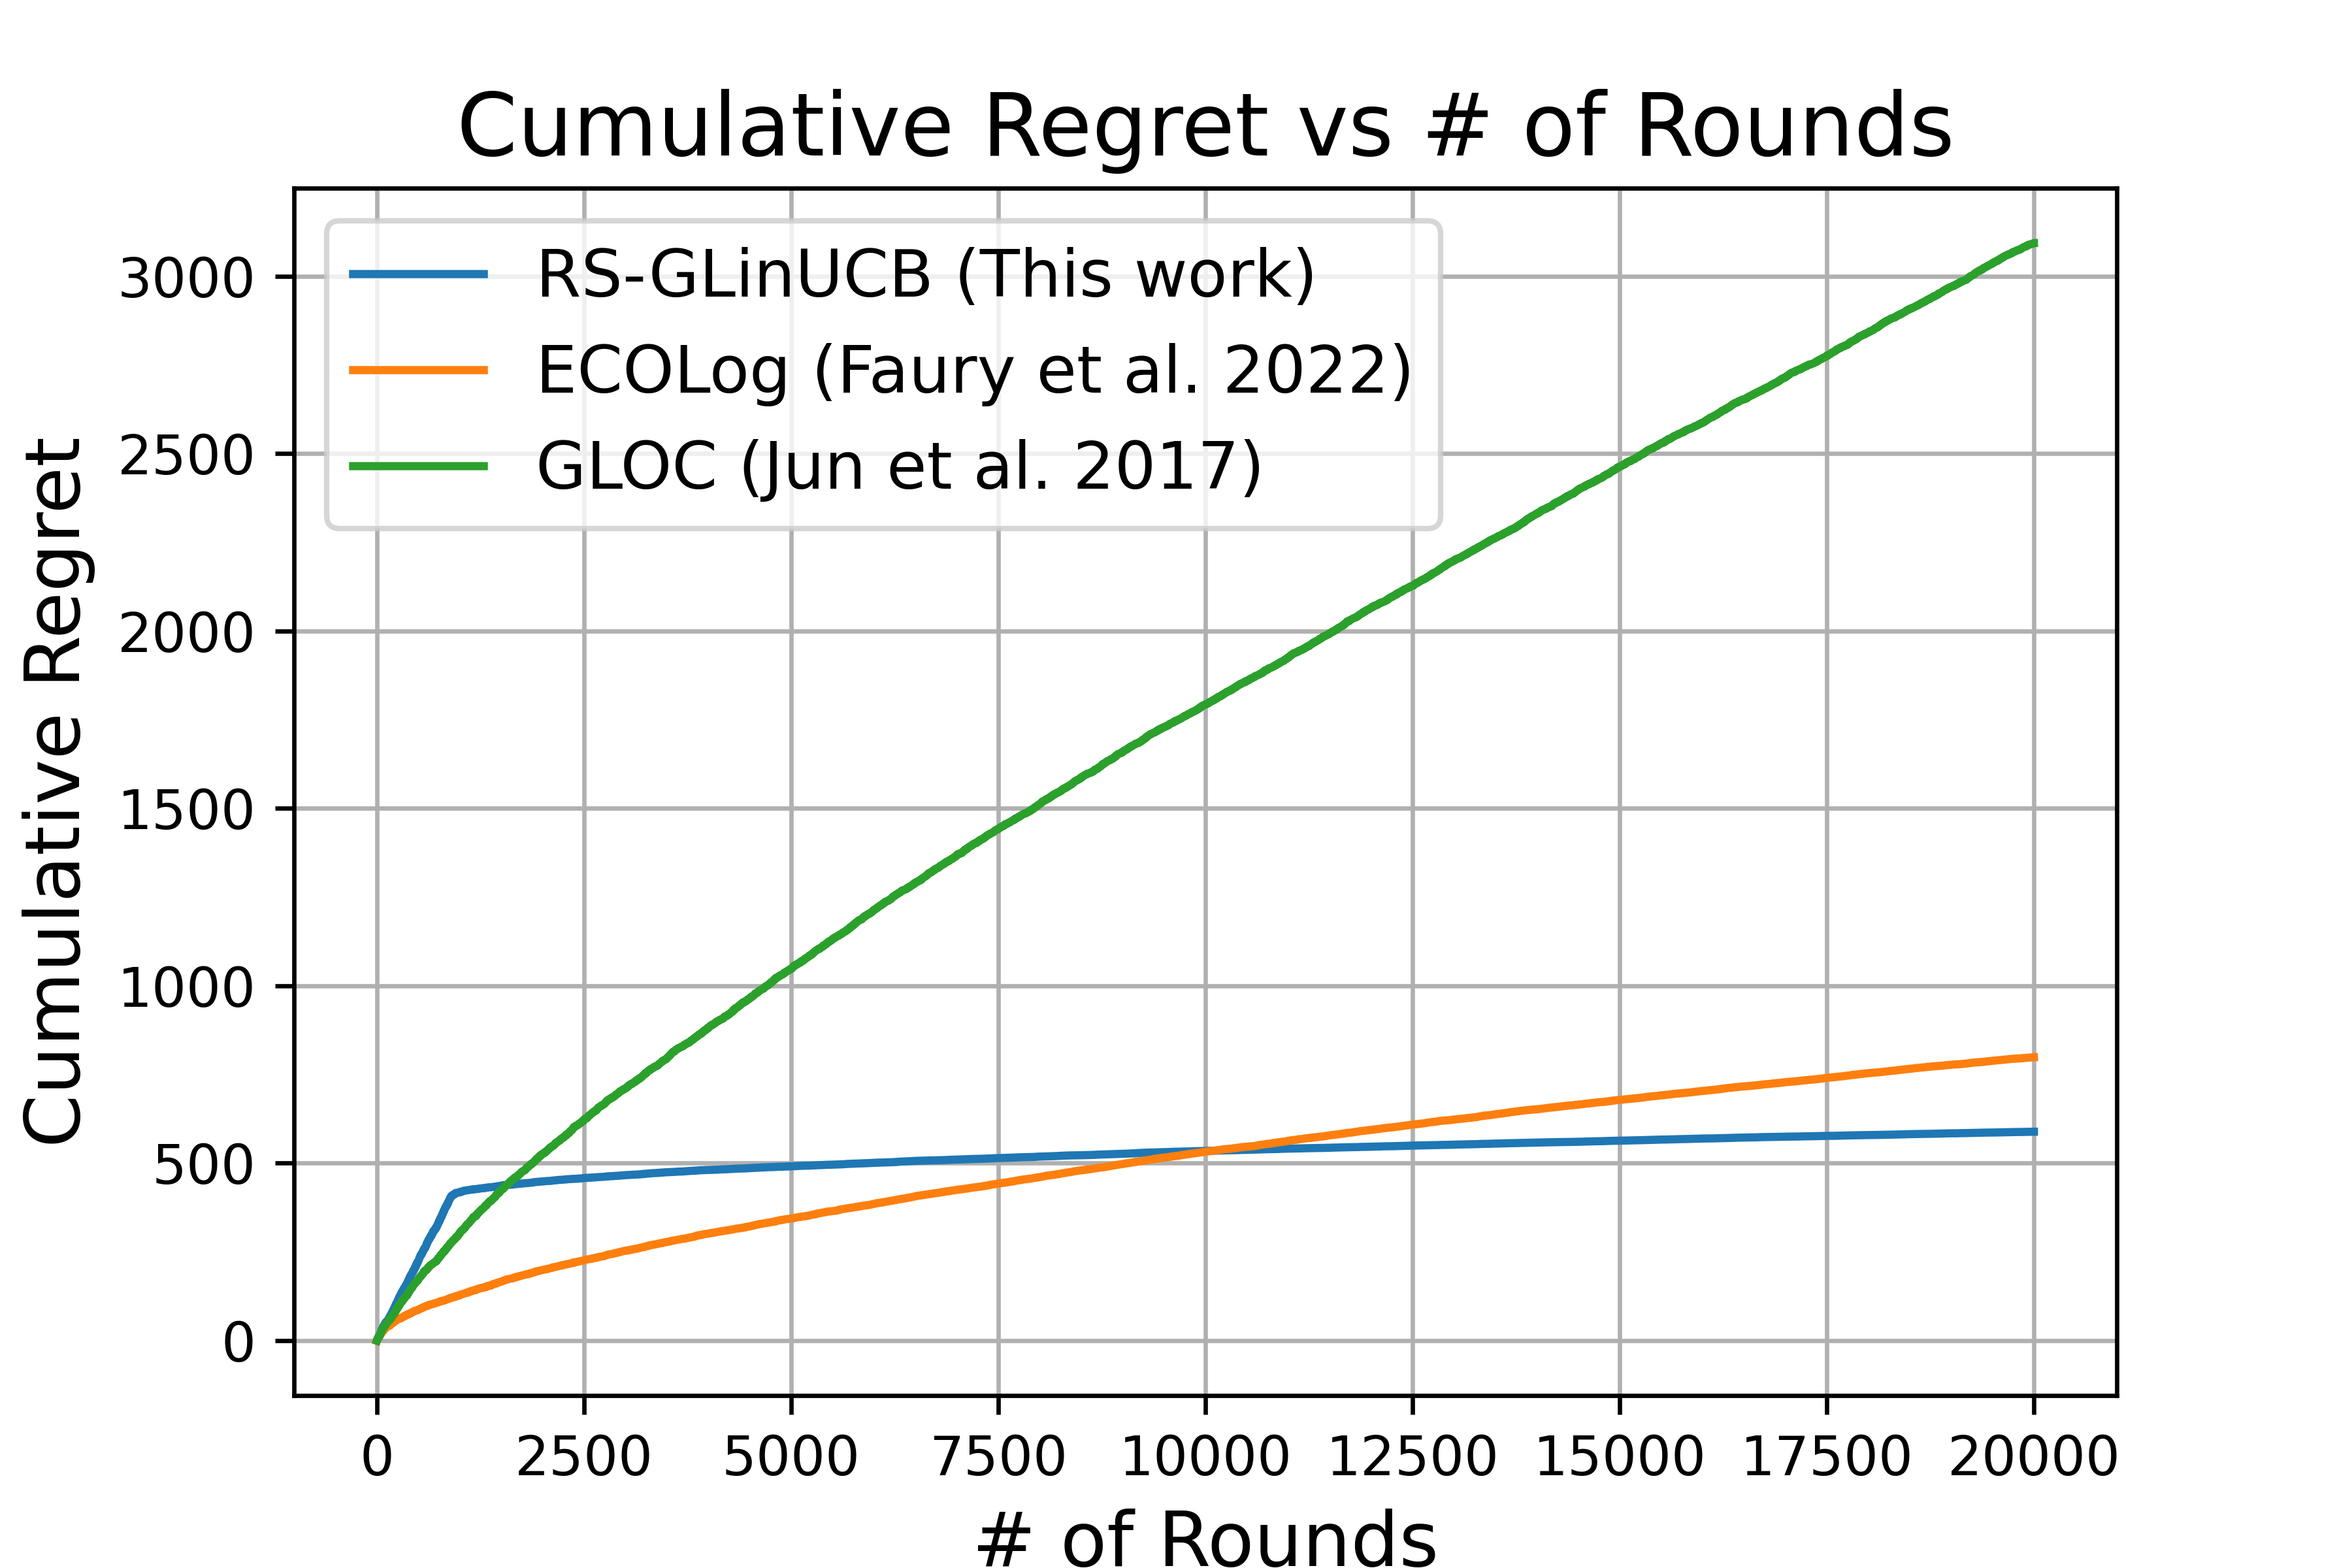 Cumulative Regret vs # of Rounds
RS-GLinUCB (This work)
ECOLog (Faury et al. 2022)
GLOC (Jun et al. 2017)
Cumulative Regret
3000
2500
2000
1500
1000
500
0
0 2500 5000 7500 10000 12500 15000 17500 20000
# of Rounds